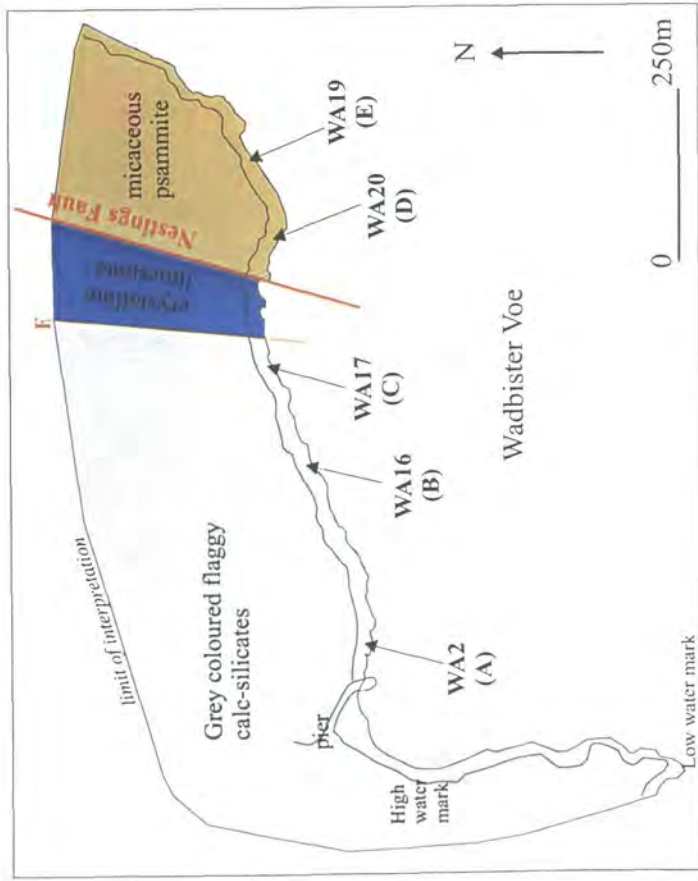 limit of interpretation
Grey coloured flaggy
calc-silicates
F
crystalline
limestone
Nestings Fault
micaceous
psammite
pier
High
water
mark
Low water mark
WA2
(A)
WA16
(B)
WA17
(C)
WA20
(D)
WA19
(E)
Wadbister Voe
N
0 250m